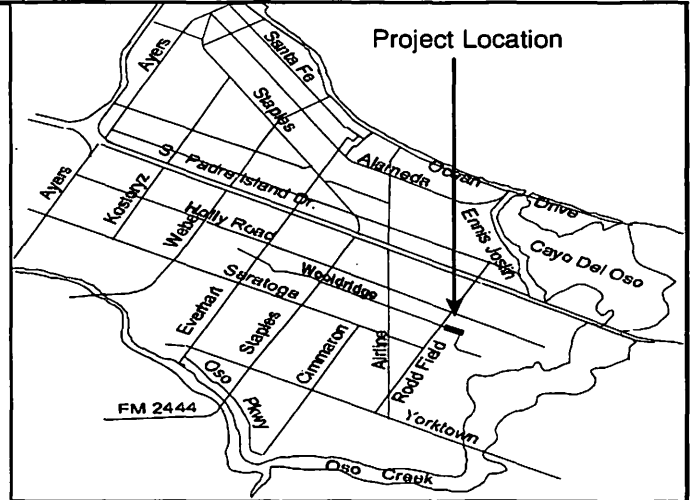 Project Location
Ayers
Santa Fe
Staples
Alameda
Ocean
Drive
S. Padre Island Dr.
Ennis Joslin
Cayo Del Oso
Ayers
Kostoryz
Weber
Holly Road
Wooldridge
Saratoga
Everhart
Staples
Cimmaron
Airline
Rodd Field
Oso
Pkwy
Yorktown
FM 2444
Oso Creek